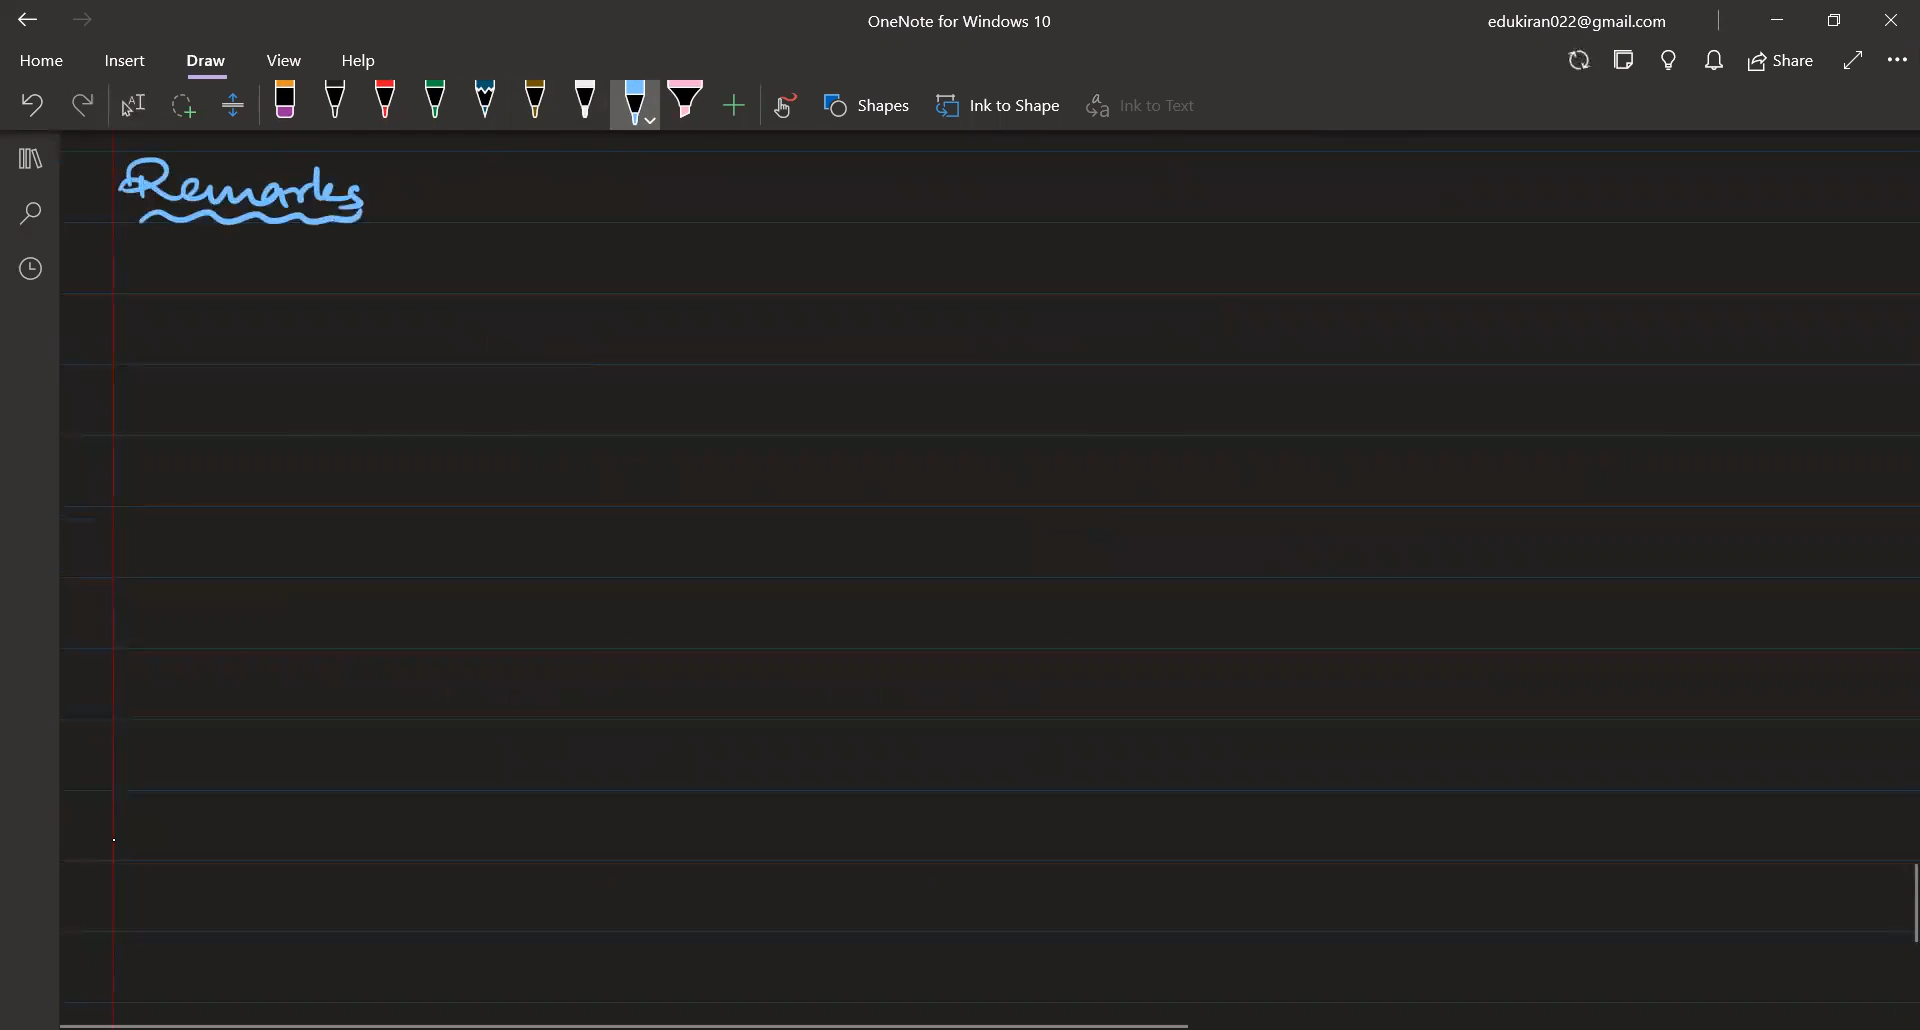 OneNote for Windows 10
edukiran022@gmail.com
Home Insert Draw View Help
Share
Shapes Ink to Shape Ink to Text
Remarks